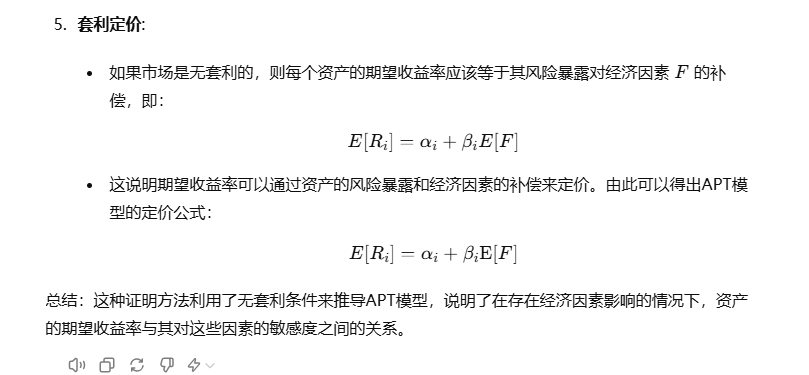 5. 套利定价:
• 如果市场是无套利的，则每个资产的期望收益率应该等于其风险暴露对经济因素 F 的补
偿，即：
E[R_i] = α_i + β_i E[F]
• 这说明期望收益率可以通过资产的风险暴露和经济因素的补偿来定价。由此可以得出APT模
型的定价公式：
E[R_i] = α_i + β_i E[F]
总结：这种证明方法利用了无套利条件来推导APT模型，说明了在存在经济因素影响的情况下，资产
的期望收益率与其对这些因素的敏感度之间的关系。